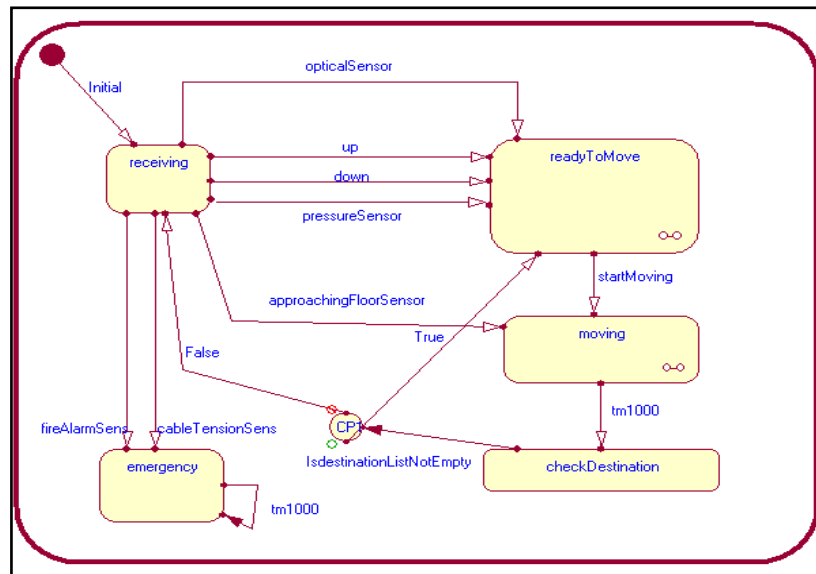 Initial
opticalSensor
receiving
up
readyToMove
down
pressureSensor
startMoving
approachingFloorSensor
True
moving
False
tm1000
fireAlarmSens
cableTensionSens
CP1
IsdestinationListNotEmpty
emergency
checkDestination
tm1000